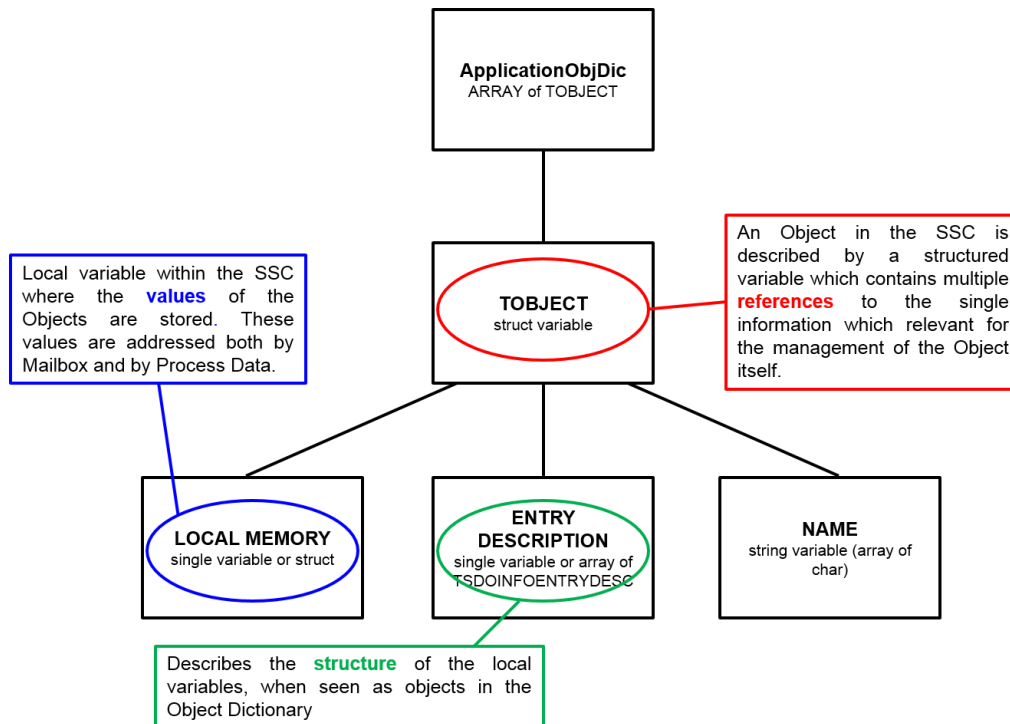 ApplicationObjDic
ARRAY of TOBJECT
An Object in the SSC is
described by a structured
variable which contains multiple
references to the single
information which relevant for
the management of the Object
itself.
Local variable within the SSC
where the values of the
Objects are stored. These
values are addressed both by
Mailbox and by Process Data.
TOBJECT
struct variable
LOCAL MEMORY
single variable or struct
ENTRY
DESCRIPTION
single variable or array of
TSDOINFOENTRYDESC
NAME
string variable (array of
char)
Describes the structure of the local
variables, when seen as objects in the
Object Dictionary